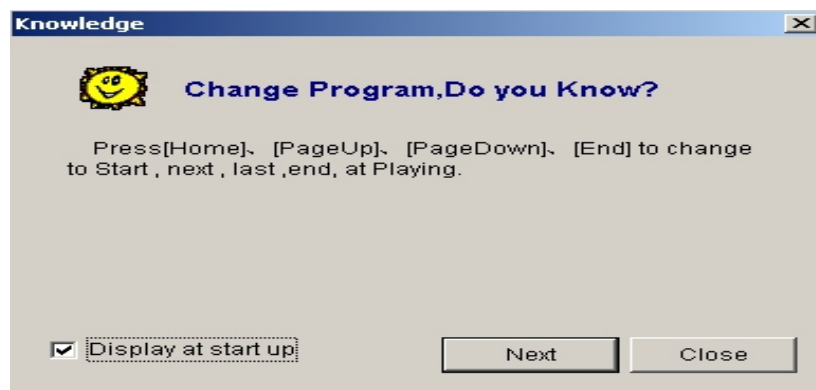 Knowledge
Change Program,Do you Know?
Press[Home]、[PageUp]、[PageDown]、[End] to change
to Start , next , last ,end, at Playing.
Display at start up
Next
Close